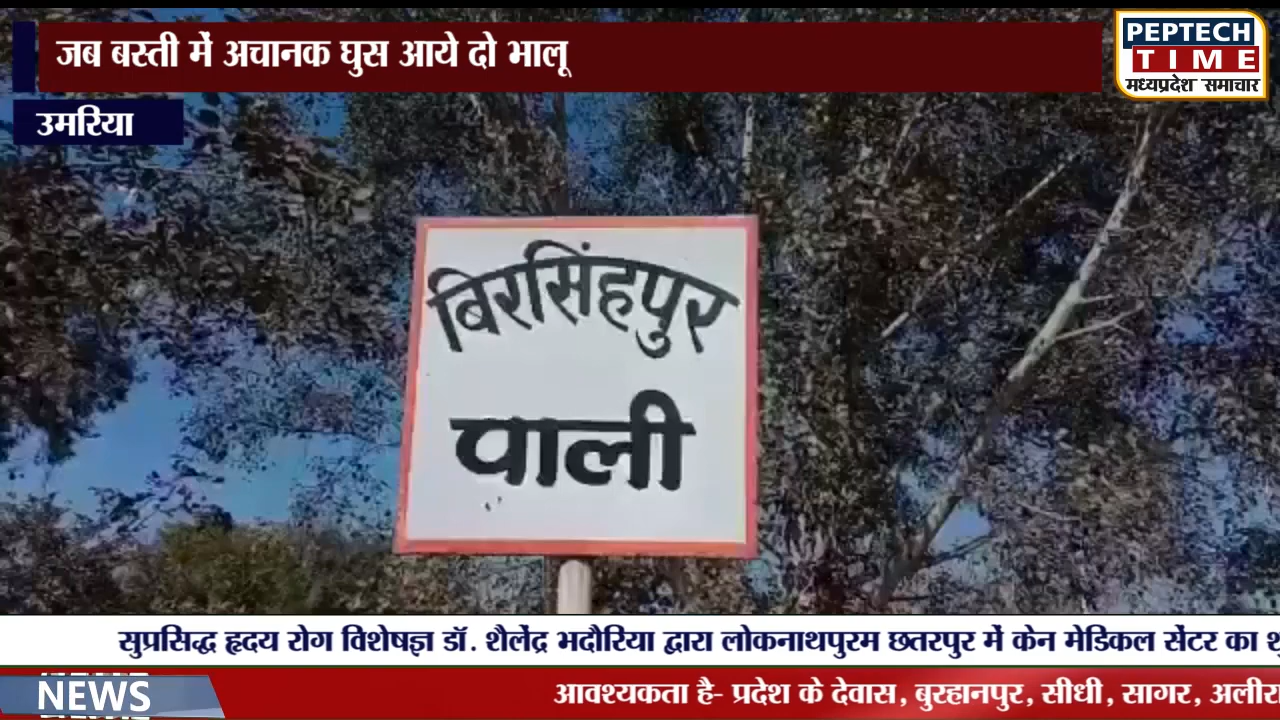 जब बस्ती में अचानक घुस आये दो भालू
PEPTECH
TIME
मध्यप्रदेश समाचार
उमरिया
बिरसिंहपुर
पाली
सुप्रसिद्ध हृदय रोग विशेषज्ञ डॉ. शैलेंद्र भदौरिया द्वारा लोकनाथपुरम छतरपुर में केन मेडिकल सेंटर का
NEWS
आवश्यकता है- प्रदेश के देवास, बुरहानपुर, सीधी, सागर,